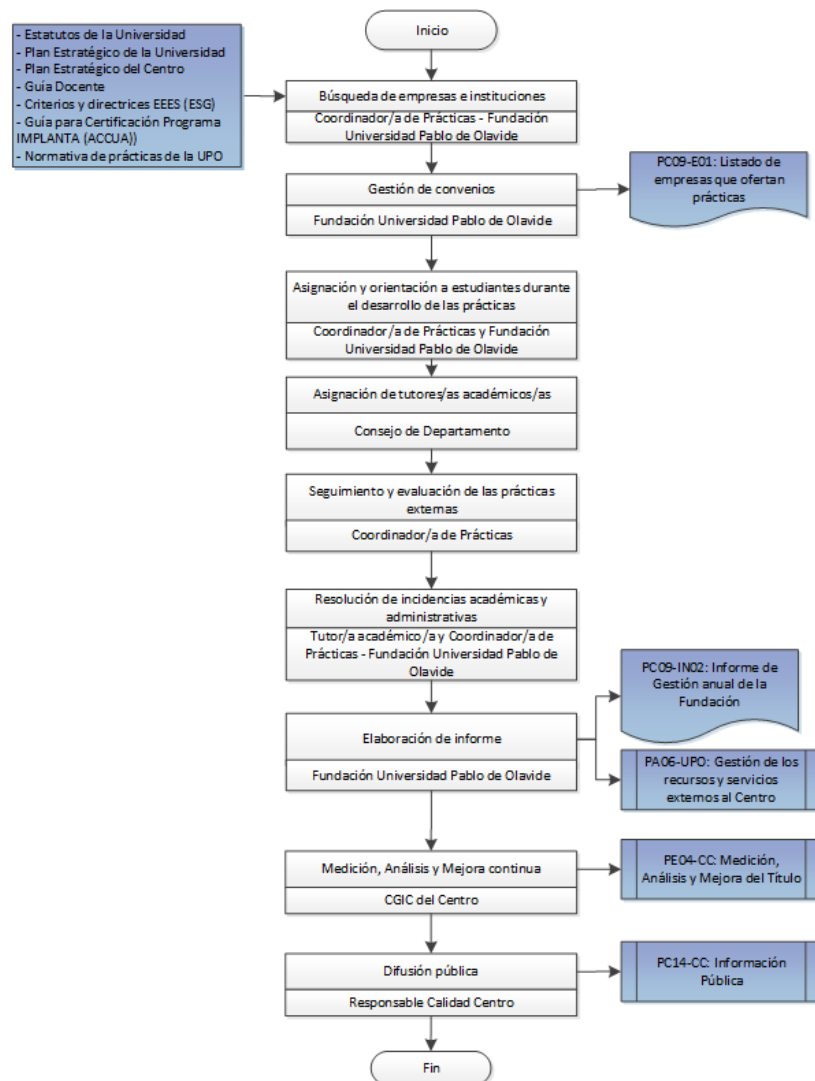 Inicio
- Estatutos de la Universidad
- Plan Estratégico de la Universidad
- Plan Estratégico del Centro
- Guía Docente
- Criterios y directrices EEES (ESG)
- Guía para Certificación Programa
IMPLANTA (ACCUA))
- Normativa de prácticas de la UPO
Búsqueda de empresas e instituciones
Coordinador/a de Prácticas - Fundación
Universidad Pablo de Olavide
Gestión de convenios
Fundación Universidad Pablo de Olavide
PC09-E01: Listado de
empresas que ofertan
prácticas
Asignación y orientación a estudiantes durante
el desarrollo de las prácticas
Coordinador/a de Prácticas y Fundación
Universidad Pablo de Olavide
Asignación de tutores/as académicos/as
Consejo de Departamento
Seguimiento y evaluación de las prácticas
externas
Coordinador/a de Prácticas
Resolución de incidencias académicas y
administrativas
Tutor/a académico/a y Coordinador/a de
Prácticas - Fundación Universidad Pablo de
Olavide
Elaboración de informe
Fundación Universidad Pablo de Olavide
PC09-IN02: Informe de
Gestión anual de la
Fundación
PA06-UPO: Gestión de los
recursos y servicios
externos al Centro
Medición, Análisis y Mejora continua
CGIC del Centro
PE04-CC: Medición,
Análisis y Mejora del Título
Difusión pública
Responsable Calidad Centro
PC14-CC: Información
Pública
Fin